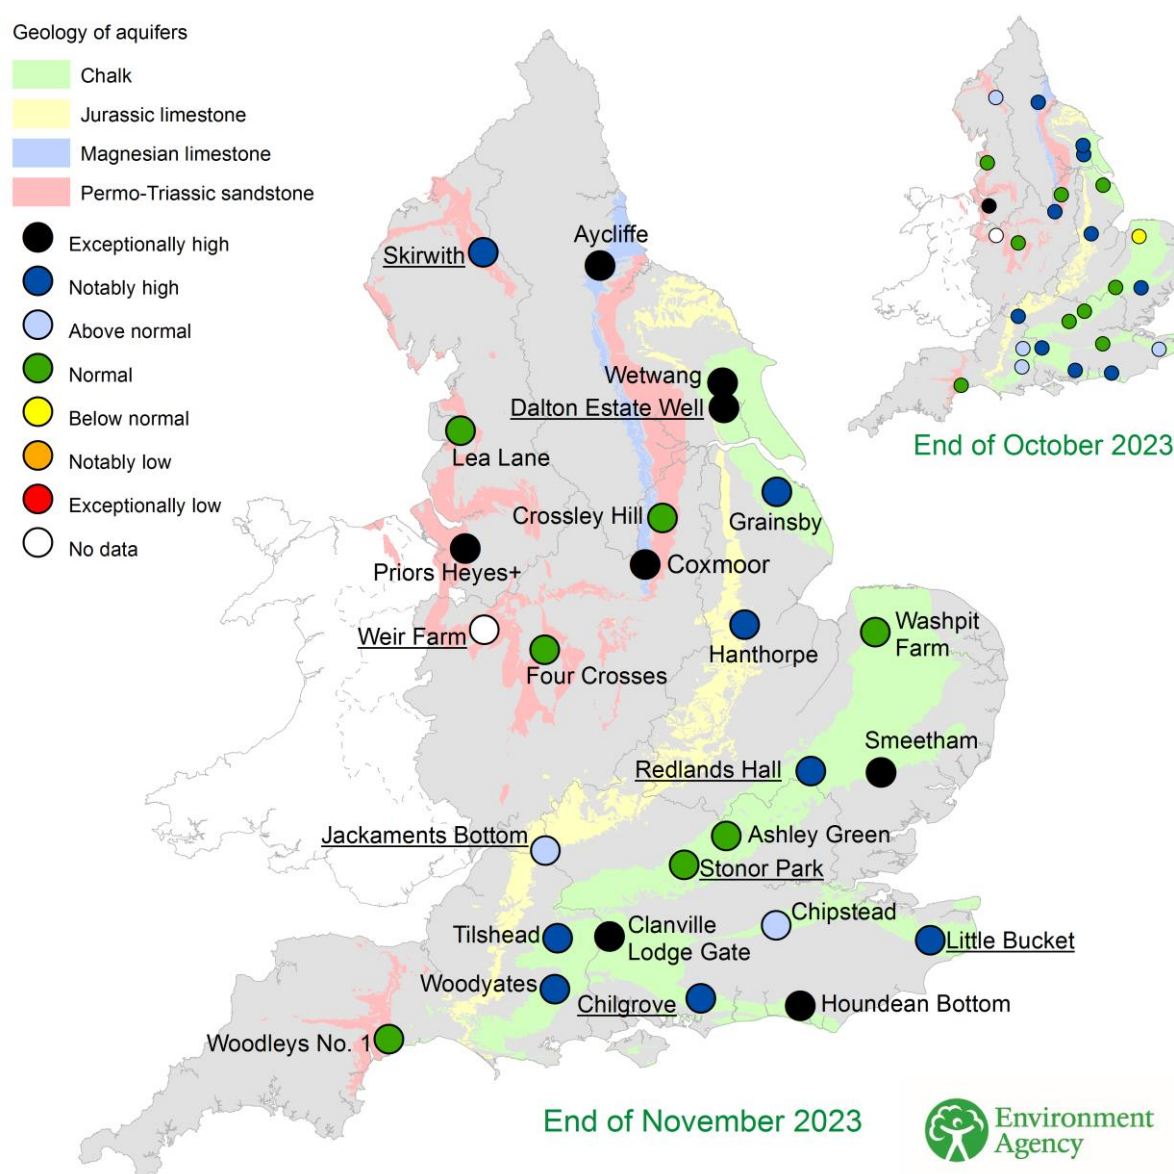 Geology of aquifers
Chalk
Jurassic limestone
Magnesian limestone
Permo-Triassic sandstone
Exceptionally high
Notably high
Above normal
Normal
Below normal
Notably low
Exceptionally low
No data
End of October 2023
Aycliffe
Skirwith
Wetwang
Dalton Estate Well
Lea Lane
Grainsby
Crossley Hill
Coxmoor
Priors Heyes+
Weir Farm
Hanthorpe
Washpit
Farm
Four Crosses
Smeetham
Redlands Hall
Jackaments Bottom
Ashley Green
Stonor Park
Chipstead
Tilshead
Clanville
Lodge Gate
Little Bucket
Woodyates
Chilgrove
Houndean Bottom
Woodleys No. 1
End of November 2023
Environment
Agency